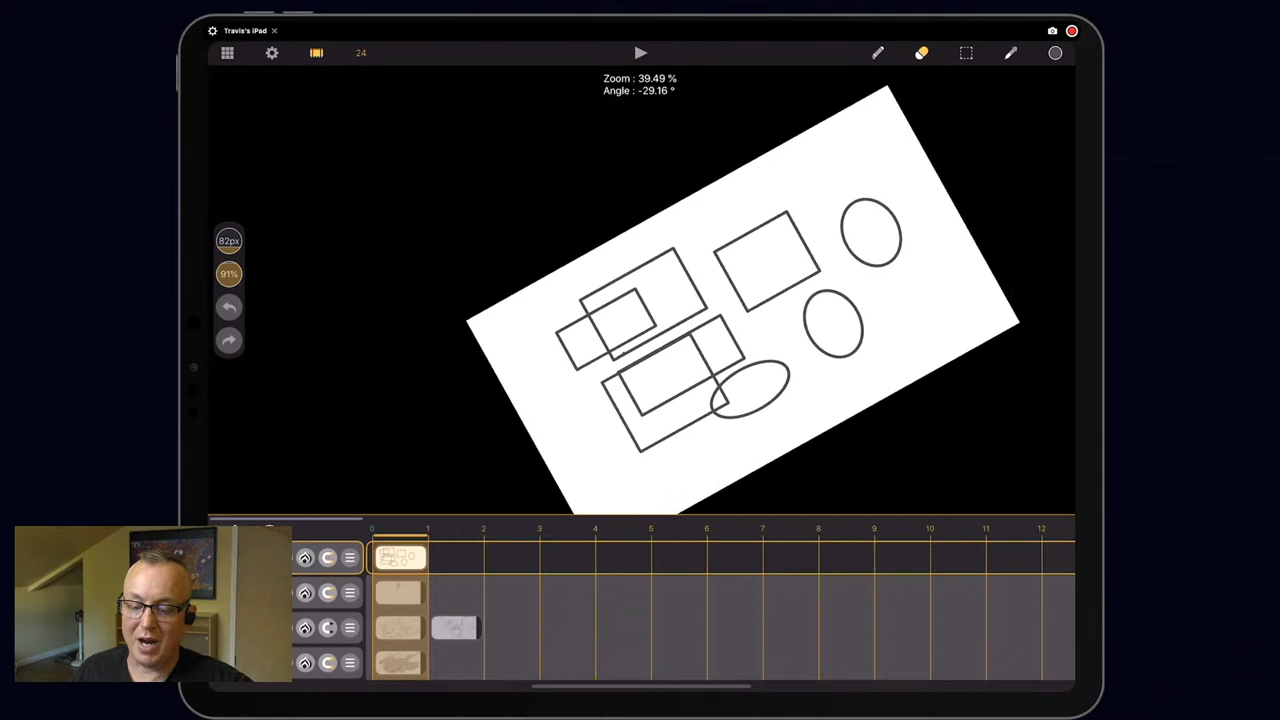 Travis's iPad
24
Zoom : 39.49 %
Angle : -29.16 °
82px
91%
0 1 2 3 4 5 6 7 8 9 10 11 12